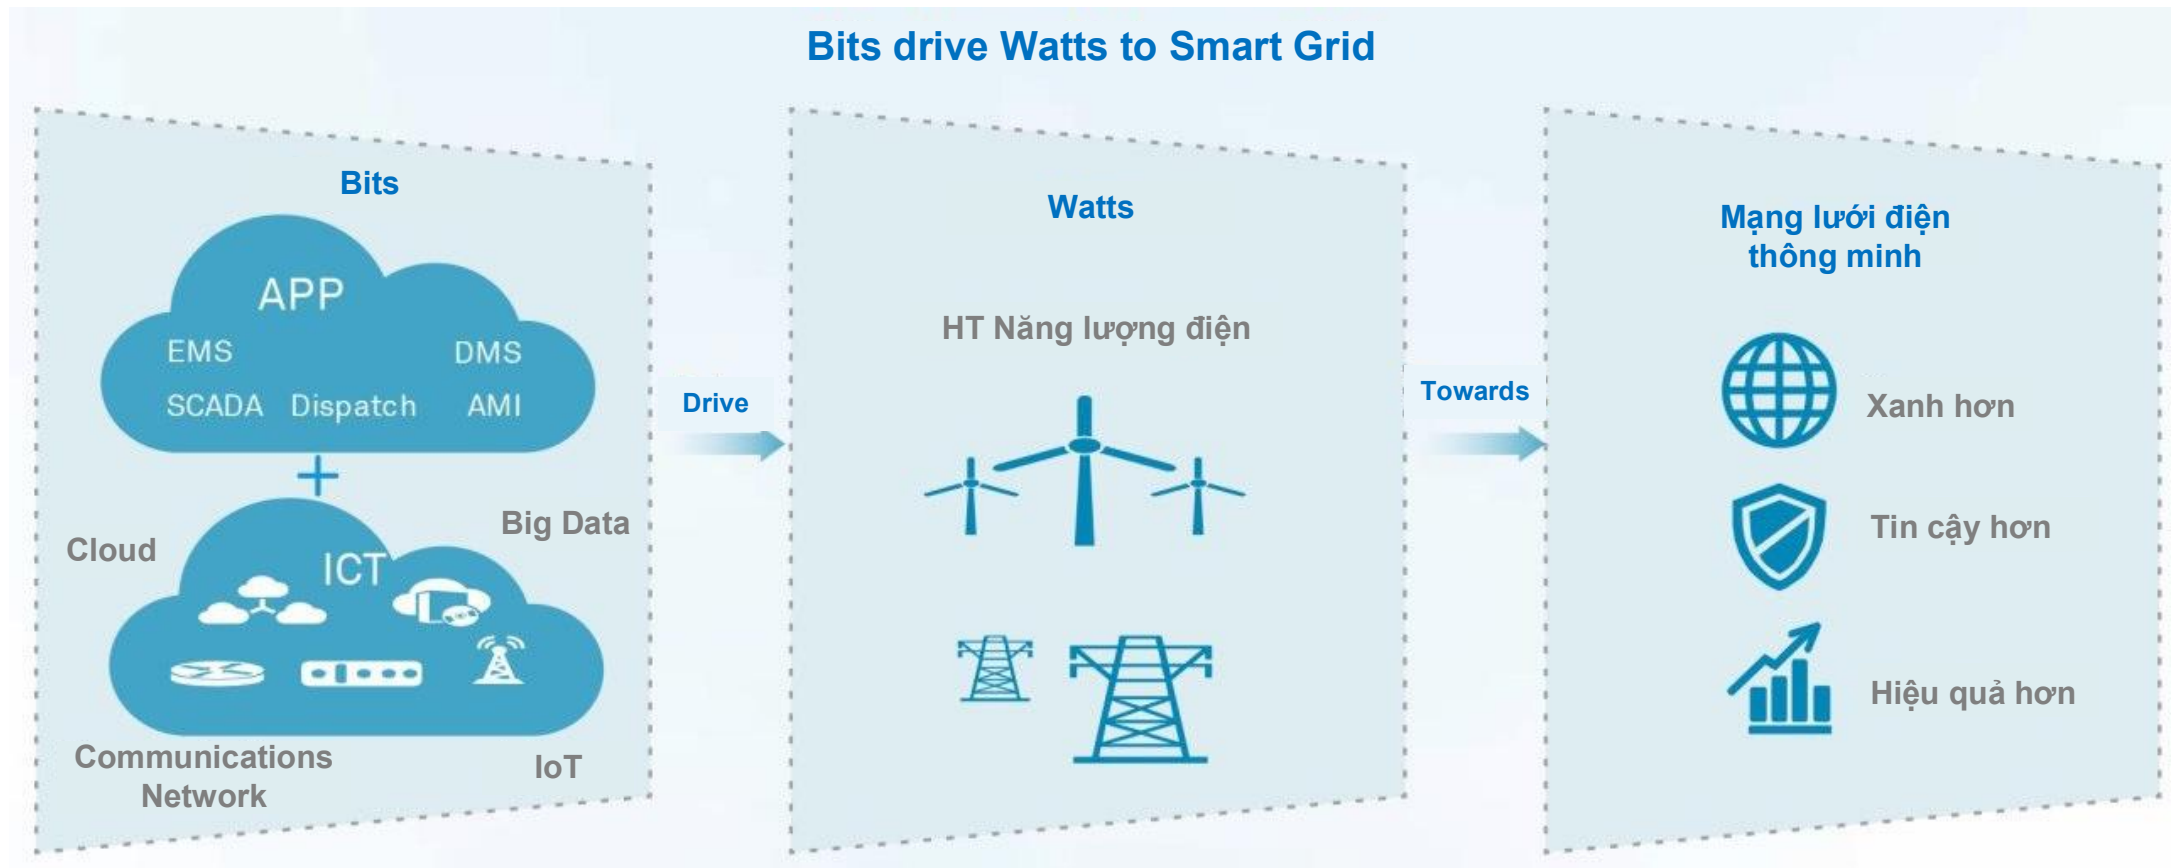 Bits drive Watts to Smart Grid
Bits
APP
EMS
DMS
SCADA
Dispatch
AMI
+
Cloud
Big Data
ICT
Communications
Network
IoT
Drive
Watts
HT Năng lượng điện
Towards
Mạng lưới điện
thông minh
Xanh hơn
Tin cậy hơn
Hiệu quả hơn